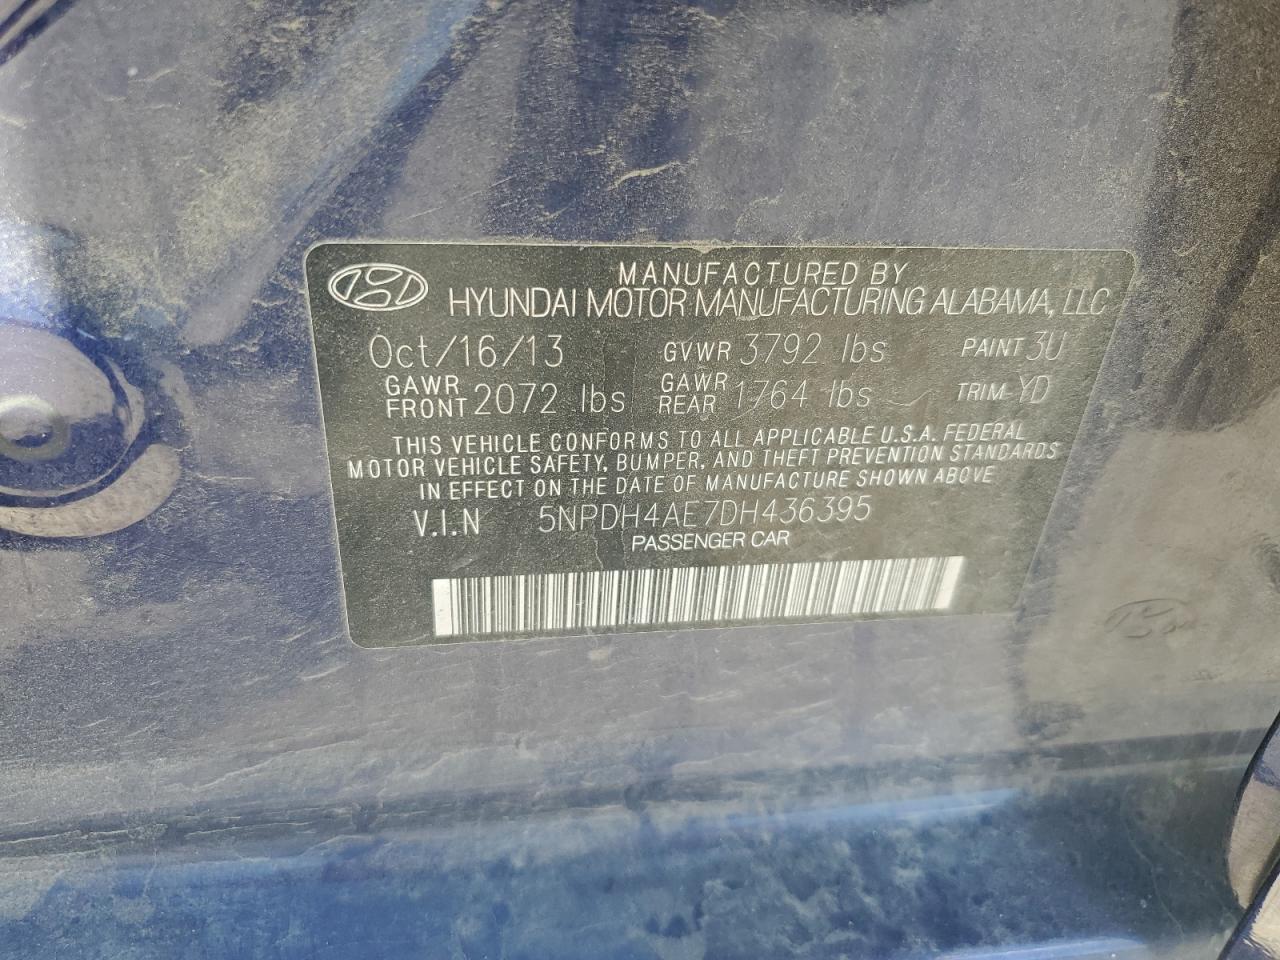 MANUFACTURED BY
HYUNDAI MOTOR MANUFACTURING ALABAMA, LLC
Oct/16/13 GVWR 3792 lbs PAINT 3U
GAWR FRONT 2072 lbs GAWR REAR 1764 lbs TRIM YD
THIS VEHICLE CONFORMS TO ALL APPLICABLE U.S.A. FEDERAL
MOTOR VEHICLE SAFETY, BUMPER, AND THEFT PREVENTION STANDARDS
IN EFFECT ON THE DATE OF MANUFACTURE SHOWN ABOVE
V.I.N 5NPDH4AE7DH436395
PASSENGER CAR